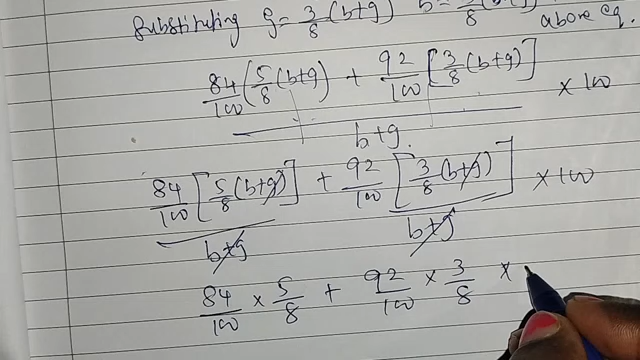 Substituting g = 3/8 (b+g) b = 5/8 (b+g)
above eq.
84/100 (5/8 (b+g)) + 92/100 [3/8 (b+g)] × 100
b+g.
84/100 [5/8 (b+g)] + 92/100 [3/8 (b+g)] × 100
b+g b+g
84/100 × 5/8 + 92/100 × 3/8 ×